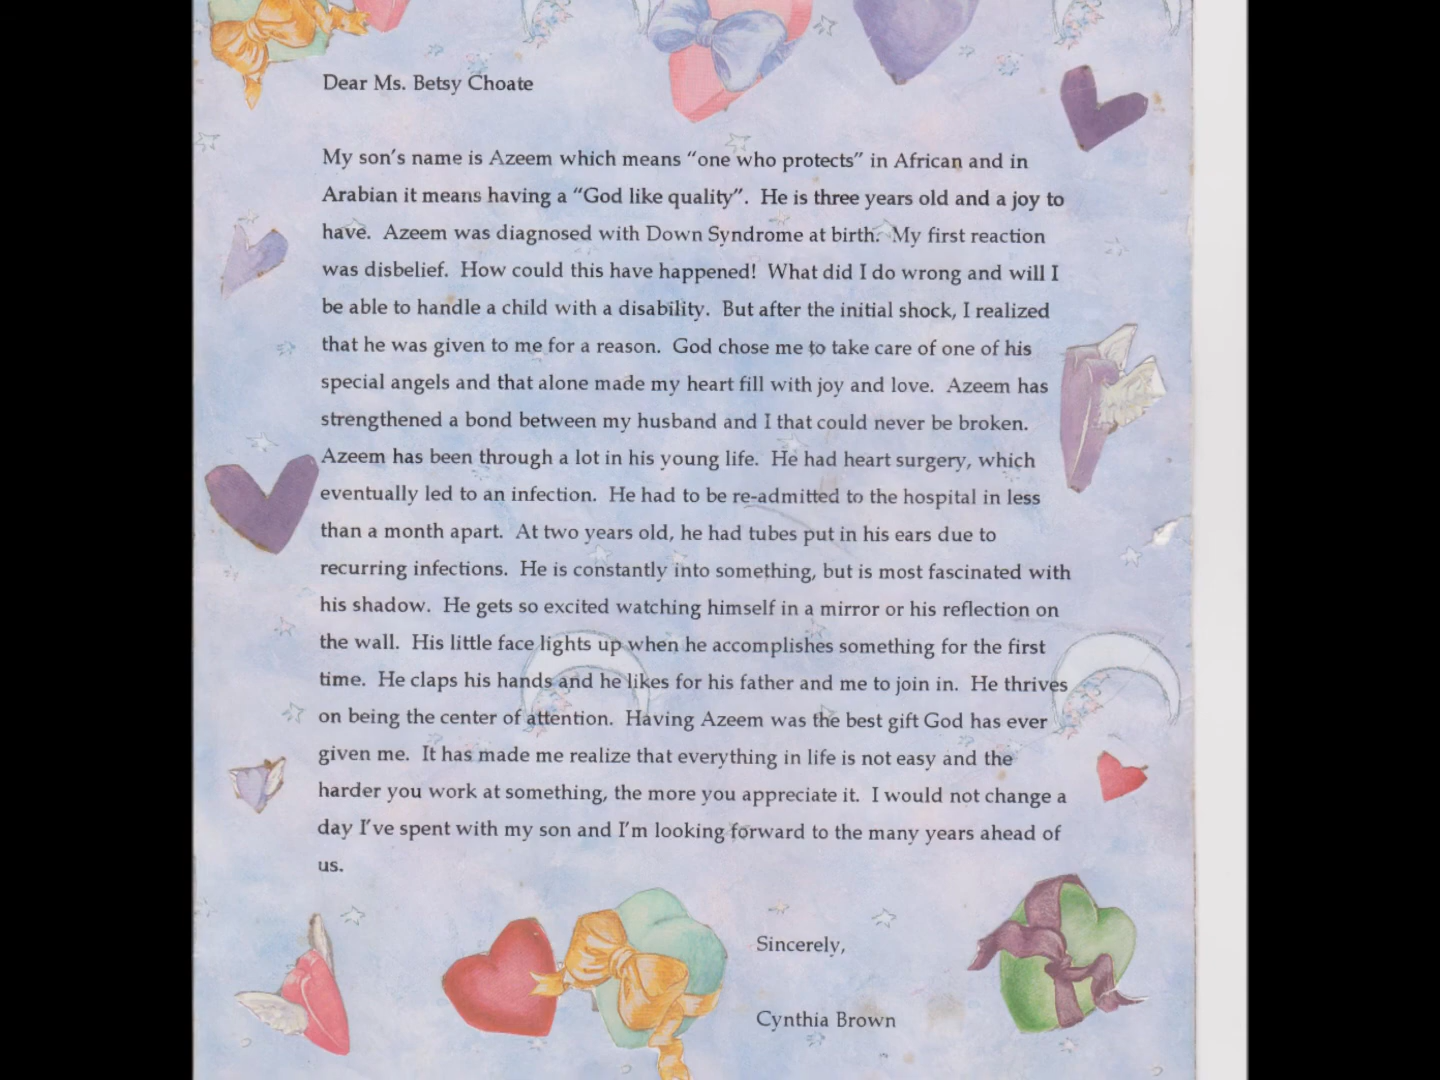 Dear Ms. Betsy Choate
My son's name is Azeem which means “one who protects” in African and in
Arabian it means having a “God like quality”.  He is three years old and a joy to
have.  Azeem was diagnosed with Down Syndrome at birth.  My first reaction
was disbelief.  How could this have happened!  What did I do wrong and will I
be able to handle a child with a disability.  But after the initial shock, I realized
that he was given to me for a reason.  God chose me to take care of one of his
special angels and that alone made my heart fill with joy and love.  Azeem has
strengthened a bond between my husband and I that could never be broken.
Azeem has been through a lot in his young life.  He had heart surgery, which
eventually led to an infection.  He had to be re-admitted to the hospital in less
than a month apart.  At two years old, he had tubes put in his ears due to
recurring infections.  He is constantly into something, but is most fascinated with
his shadow.  He gets so excited watching himself in a mirror or his reflection on
the wall.  His little face lights up when he accomplishes something for the first
time.  He claps his hands and he likes for his father and me to join in.  He thrives
on being the center of attention.  Having Azeem was the best gift God has ever
given me.  It has made me realize that everything in life is not easy and the
harder you work at something, the more you appreciate it.  I would not change a
day I've spent with my son and I'm looking forward to the many years ahead of
us.
Sincerely,
Cynthia Brown